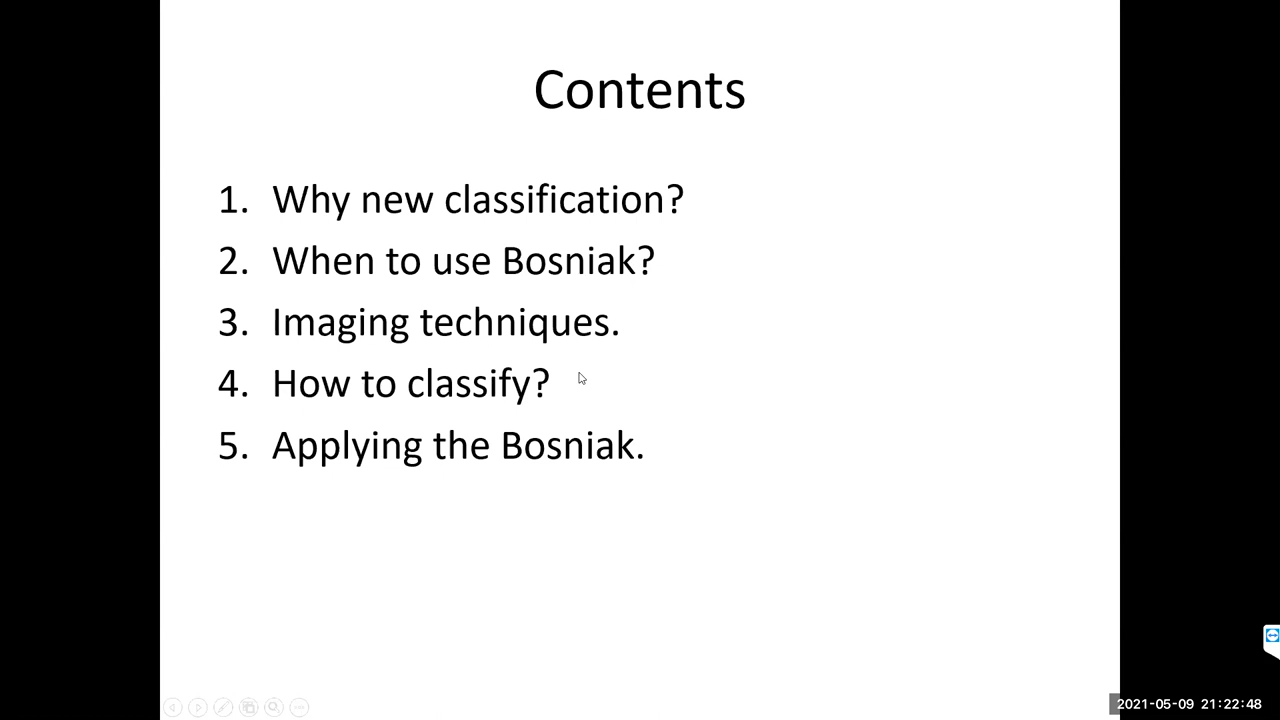 Contents
1. Why new classification?
2. When to use Bosniak?
3. Imaging techniques.
4. How to classify?
5. Applying the Bosniak.
2021-05-09 21:22:48